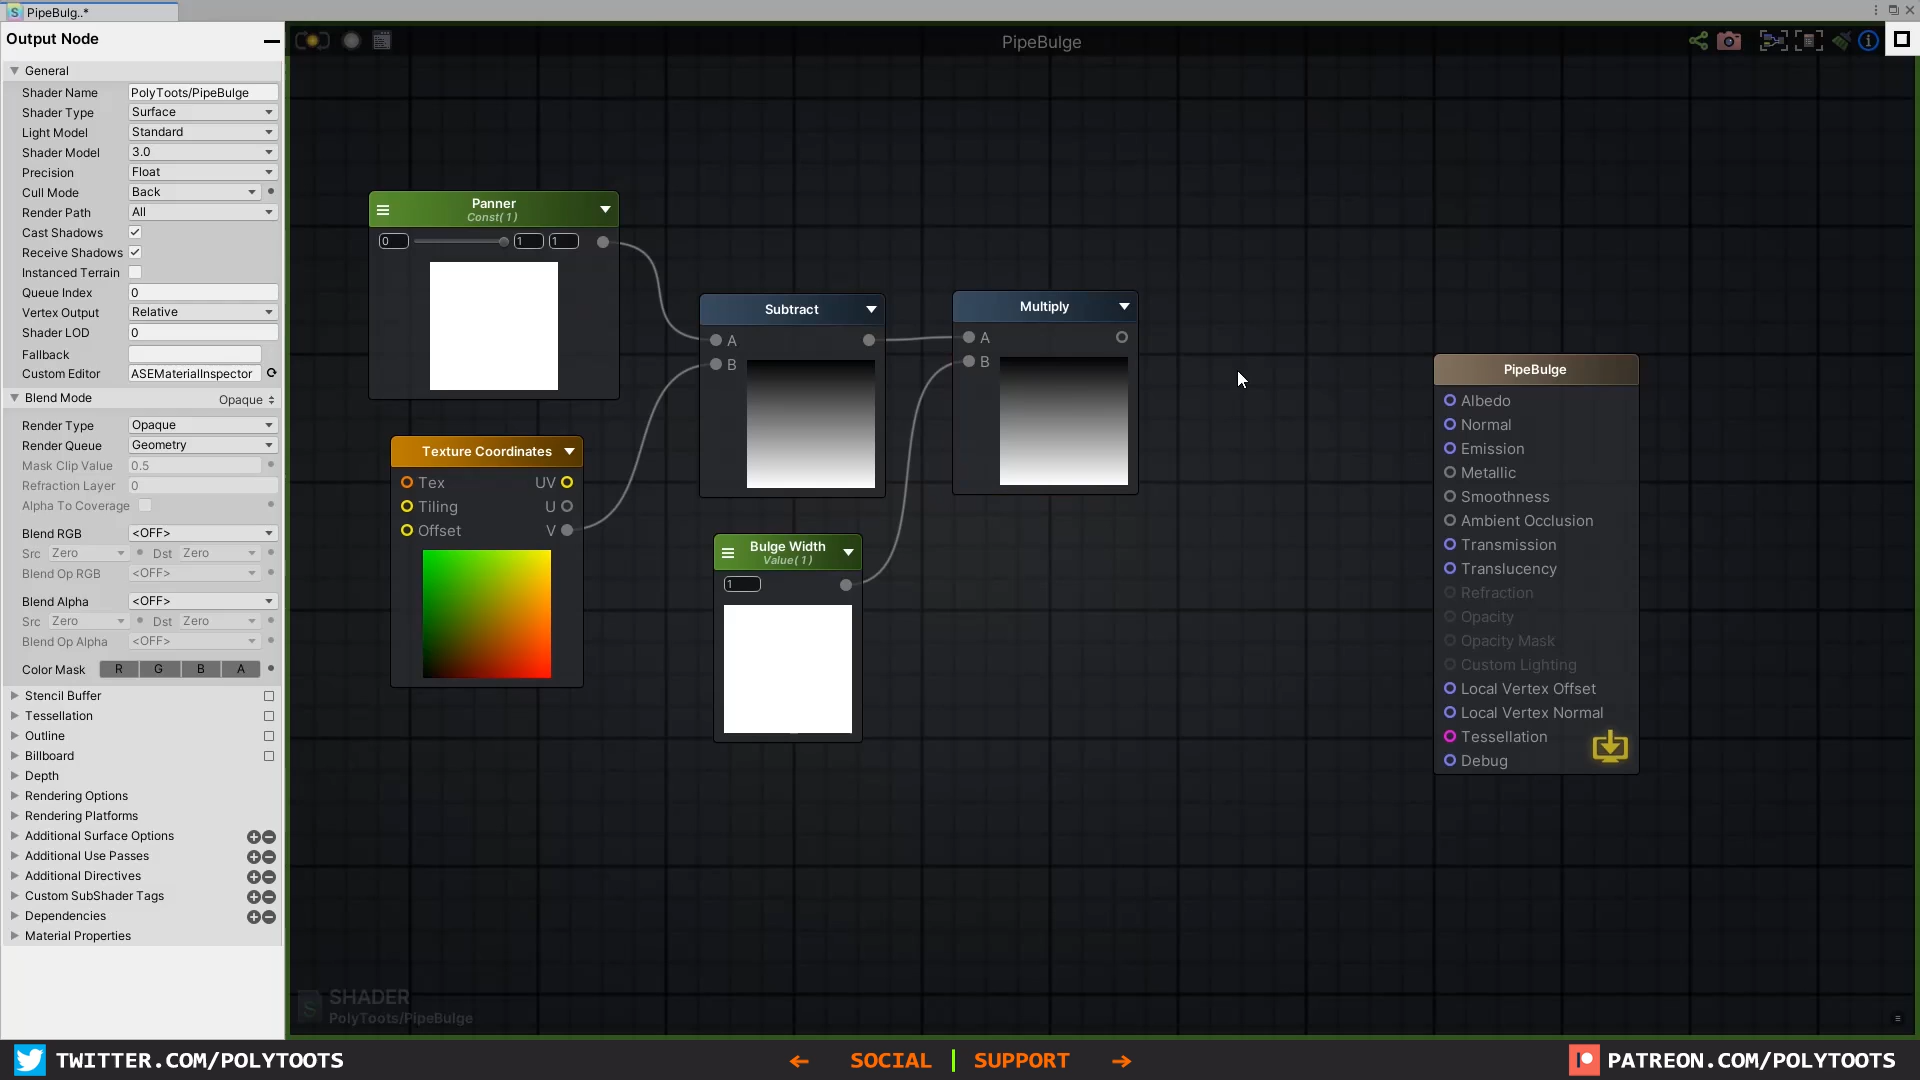 PipeBulg..*
Output Node
PipeBulge
General
Shader Name PolyToots/PipeBulge
Shader Type Surface
Light Model Standard
Shader Model 3.0
Precision Float
Cull Mode Back
Render Path All
Cast Shadows
Receive Shadows
Instanced Terrain
Queue Index 0
Vertex Output Relative
Shader LOD 0
Fallback
Custom Editor ASEMaterialInspector
Blend Mode Opaque
Render Type Opaque
Render Queue Geometry
Mask Clip Value 0.5
Refraction Layer 0
Alpha To Coverage
Blend RGB <OFF>
Src Zero Dst Zero
Blend Op RGB <OFF>
Blend Alpha <OFF>
Src Zero Dst Zero
Blend Op Alpha <OFF>
Color Mask R G B A
Stencil Buffer
Tessellation
Outline
Billboard
Depth
Rendering Options
Rendering Platforms
Additional Surface Options
Additional Use Passes
Additional Directives
Custom SubShader Tags
Dependencies
Material Properties
Panner
Const( 1 )
0 1 1
Texture Coordinates
Tex UV
Tiling U
Offset V
Subtract
A
B
Bulge Width
Value( 1 )
1
Multiply
A
B
PipeBulge
Albedo
Normal
Emission
Metallic
Smoothness
Ambient Occlusion
Transmission
Translucency
Refraction
Opacity
Opacity Mask
Custom Lighting
Local Vertex Offset
Local Vertex Normal
Tessellation
Debug
SHADER
PolyToots/PipeBulge
TWITTER.COM/POLYTOOTS
← SOCIAL | SUPPORT →
PATREON.COM/POLYTOOTS